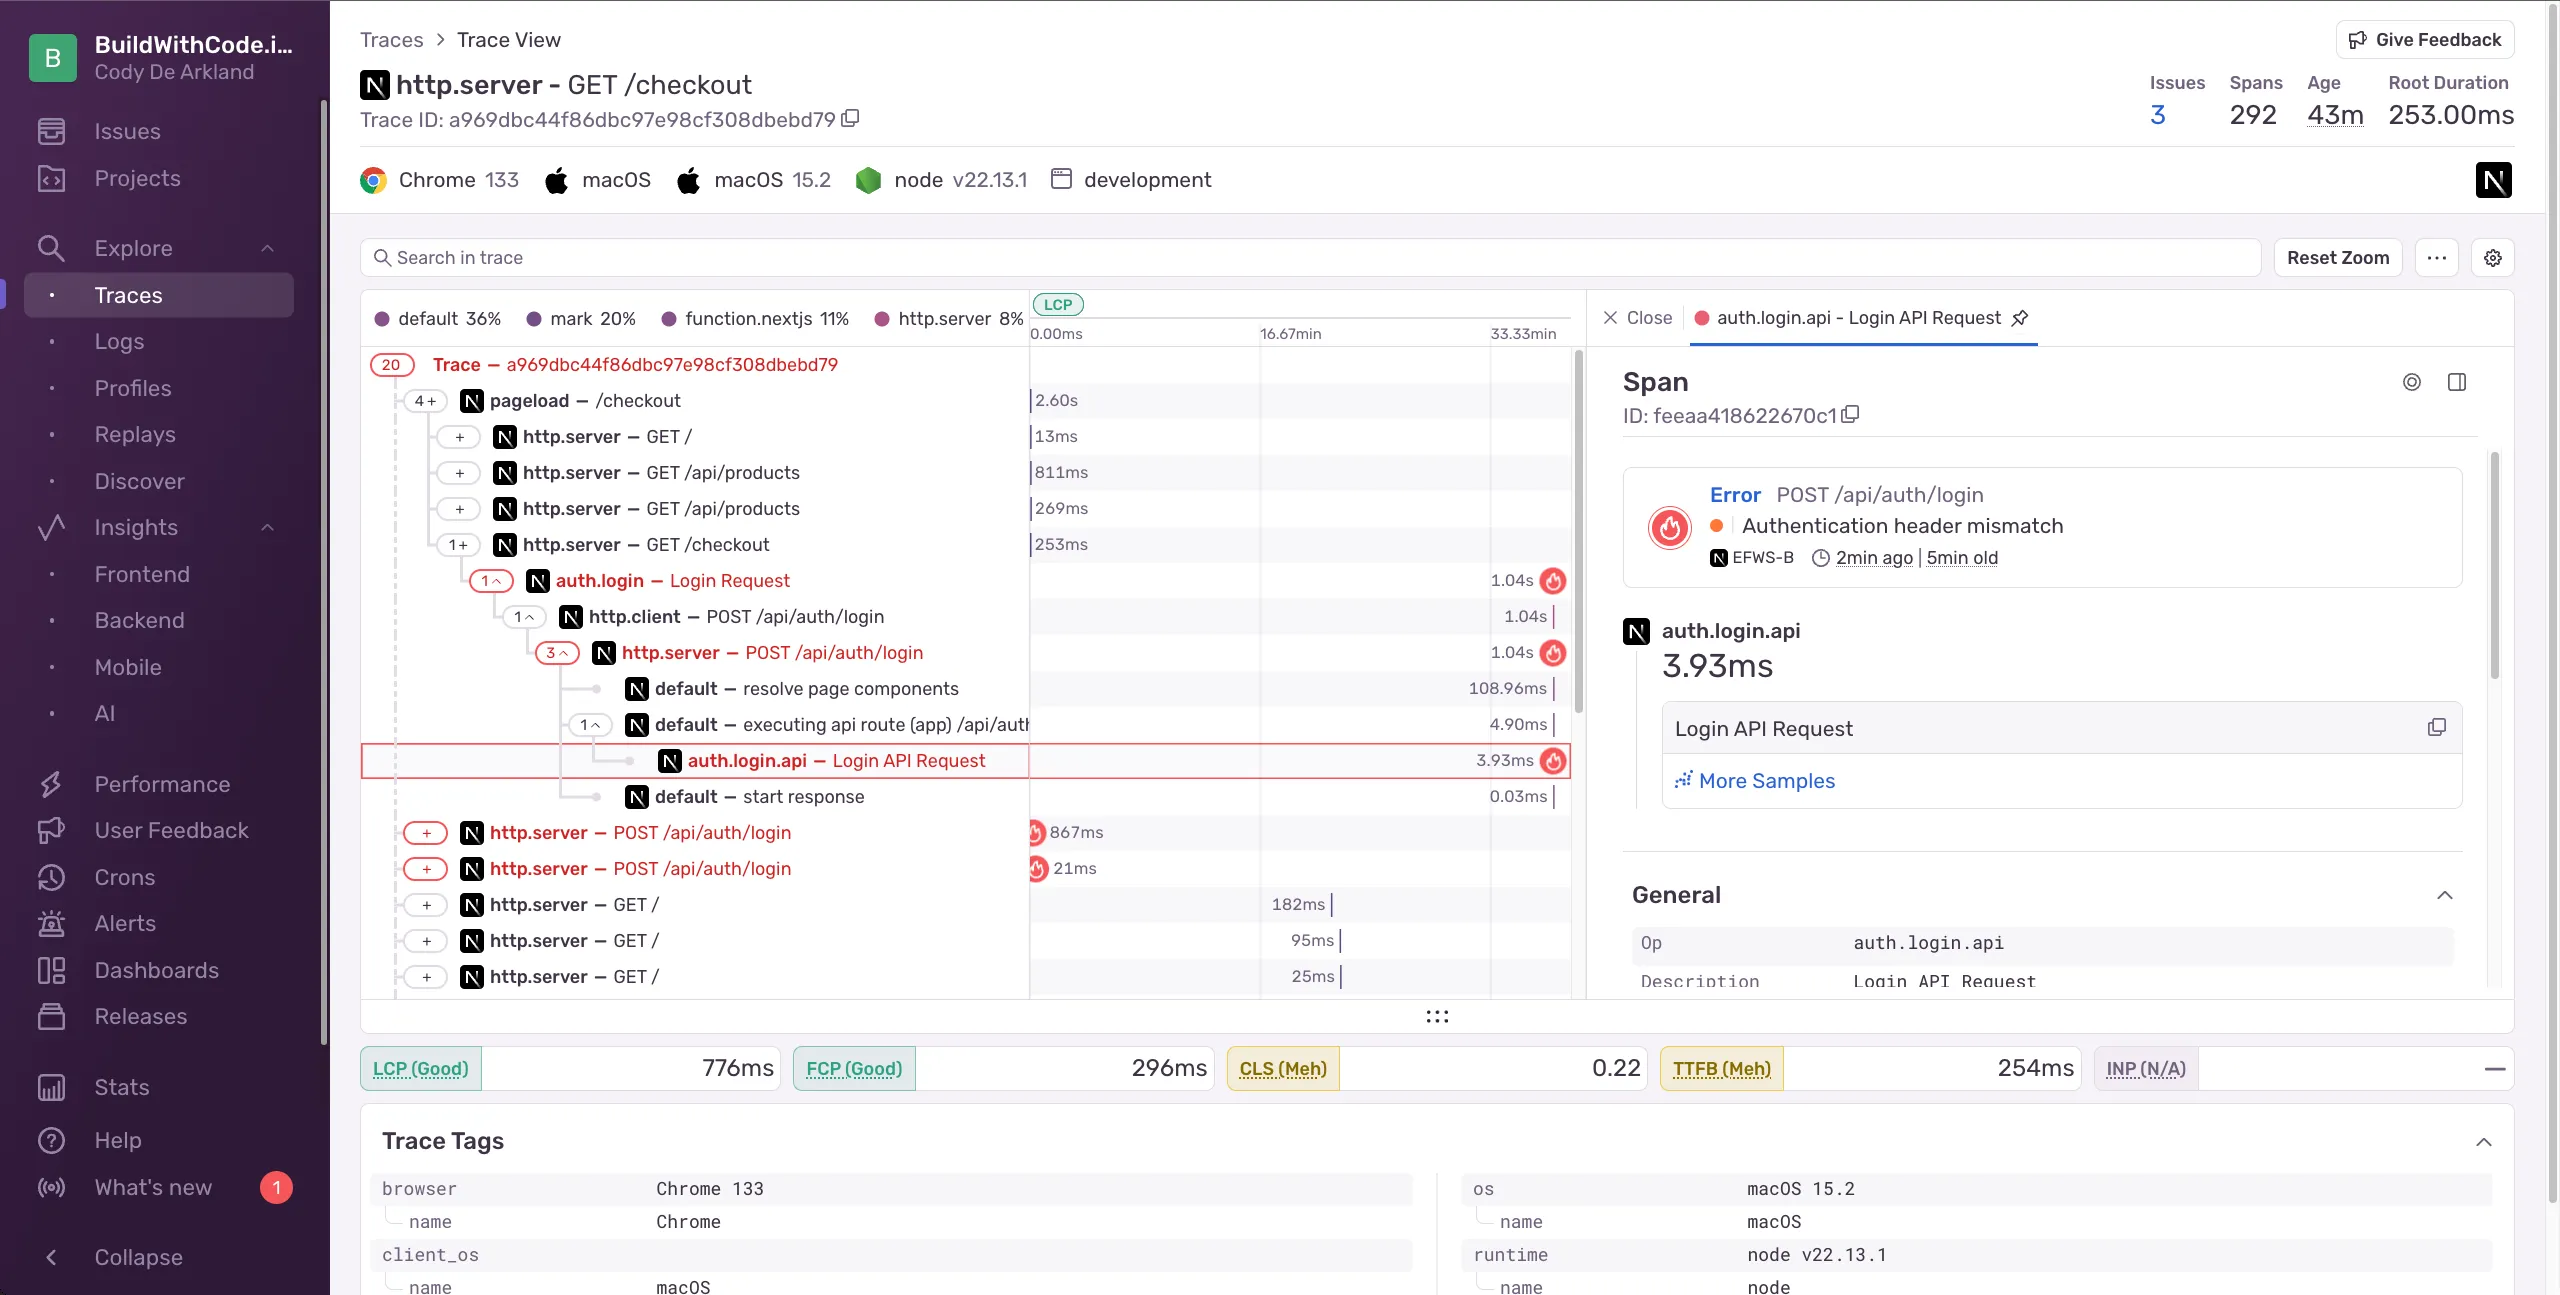 B
BuildWithCode.i...
Cody De Arkland
Issues
Projects
Explore
Traces
Logs
Profiles
Replays
Discover
Insights
Frontend
Backend
Mobile
AI
Performance
User Feedback
Crons
Alerts
Dashboards
Releases
Stats
Help
What's new 1
Collapse
Traces > Trace View
Give Feedback
http.server - GET /checkout
Trace ID: a969dbc44f86dbc97e98cf308dbebd79
Issues Spans Age Root Duration
3 292 43m 253.00ms
Chrome 133 macOS macOS 15.2 node v22.13.1 development
Search in trace
Reset Zoom
default 36% mark 20% function.nextjs 11% http.server 8%
LCP
0.00ms 16.67min 33.33min
20 Trace — a969dbc44f86dbc97e98cf308dbebd79
4+ pageload — /checkout 2.60s
+ http.server — GET / 13ms
+ http.server — GET /api/products 811ms
+ http.server — GET /api/products 269ms
1+ http.server — GET /checkout 253ms
1 auth.login — Login Request 1.04s
1 http.client — POST /api/auth/login 1.04s
3 http.server — POST /api/auth/login 1.04s
default — resolve page components 108.96ms
1 default — executing api route (app) /api/auth 4.90ms
auth.login.api — Login API Request 3.93ms
default — start response 0.03ms
+ http.server — POST /api/auth/login 867ms
+ http.server — POST /api/auth/login 21ms
+ http.server — GET / 182ms
+ http.server — GET / 95ms
+ http.server — GET / 25ms
Close auth.login.api - Login API Request
Span
ID: feeaa418622670c1
Error POST /api/auth/login
Authentication header mismatch
EFWS-B 2min ago | 5min old
auth.login.api
3.93ms
Login API Request
More Samples
General
Op auth.login.api
Description Login API Request
LCP (Good) 776ms FCP (Good) 296ms CLS (Meh) 0.22 TTFB (Meh) 254ms INP (N/A) —
Trace Tags
browser Chrome 133
name Chrome
client_os
name macOS
os macOS 15.2
name macOS
runtime node v22.13.1
name node